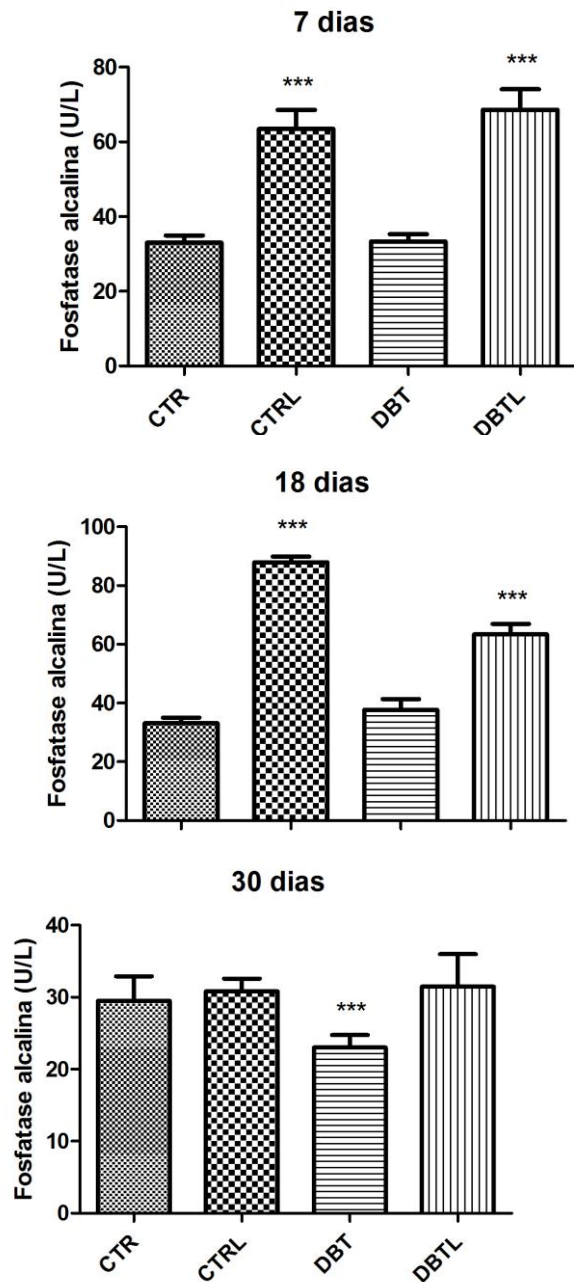 7 dias
Fosfatase alcalina (U/L)
80
60
40
20
0
***
***
CTR
CTRL
DBT
DBTL
18 dias
Fosfatase alcalina (U/L)
100
80
60
40
20
0
***
***
30 dias
Fosfatase alcalina (U/L)
40
30
20
10
0
***
CTR
CTRL
DBT
DBTL